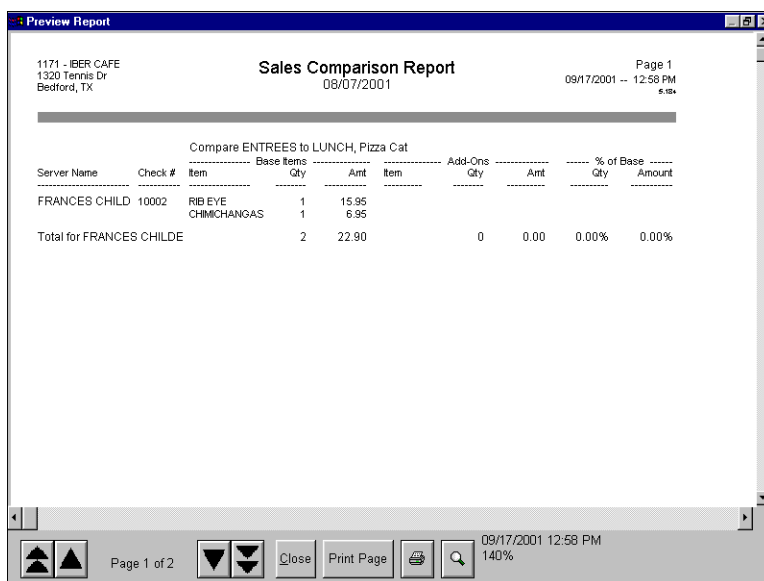 Preview Report
1171 - IBER CAFE
1320 Tennis Dr
Bedford, TX
Sales Comparison Report
08/07/2001
Page 1
09/17/2001 -- 12:58 PM
5.18+
Compare ENTREES to LUNCH, Pizza Cat
--------------- Base Items -------------- --------------- Add-Ons -------------- ------ % of Base ------
Server Name Check # Item Qty Amt Item Qty Amt Qty Amount
FRANCES CHILD 10002 RIB EYE 1 15.95
CHIMICHANGAS 1 6.95
Total for FRANCES CHILDE 2 22.90 0 0.00 0.00% 0.00%
Page 1 of 2
Close
Print Page
09/17/2001 12:58 PM
140%